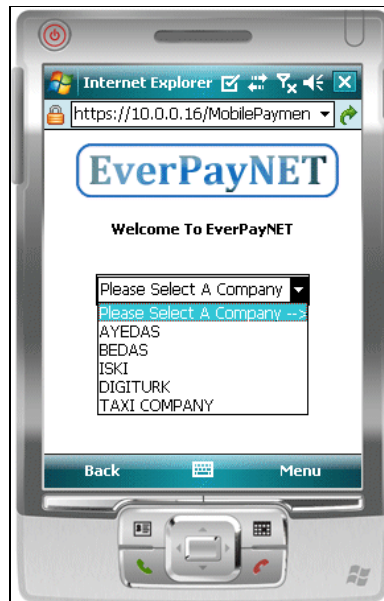 Internet Explorer
https://10.0.0.16/MobilePaymen
EverPayNET
Welcome To EverPayNET
Please Select A Company
Please Select A Company -->
AYEDAS
BEDAS
ISKI
DIGITURK
TAXI COMPANY
Back Menu